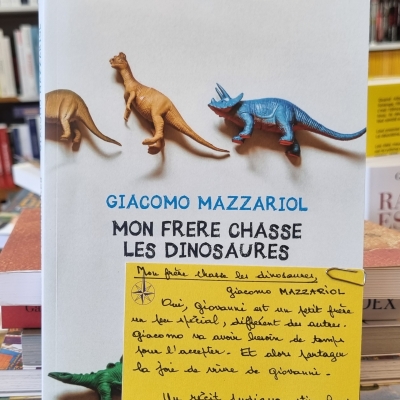 GIACOMO MAZZARIOL
MON FRERE CHASSE
LES DINOSAURES
Mon frère chasse les dinosaures,
Giacomo MAZZARIOL
Oui, Giovanni est un petit frère
un peu spécial, différent des autres.
Giacomo va avoir besoin de temps
pour l'accepter. Et alors partager
la joie de vivre de Giovanni.
Un récit